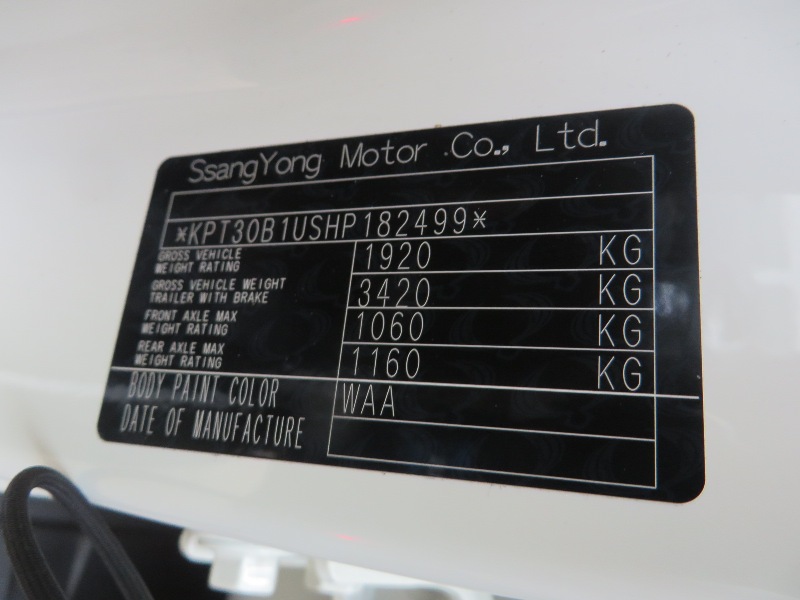 SsangYong Motor Co., Ltd.
*KPT30B1USHP182499*
GROSS VEHICLE
WEIGHT RATING 1920 KG
GROSS VEHICLE WEIGHT
TRAILER WITH BRAKE 3420 KG
FRONT AXLE MAX
WEIGHT RATING 1060 KG
REAR AXLE MAX
WEIGHT RATING 1160 KG
BODY PAINT COLOR WAA
DATE OF MANUFACTURE